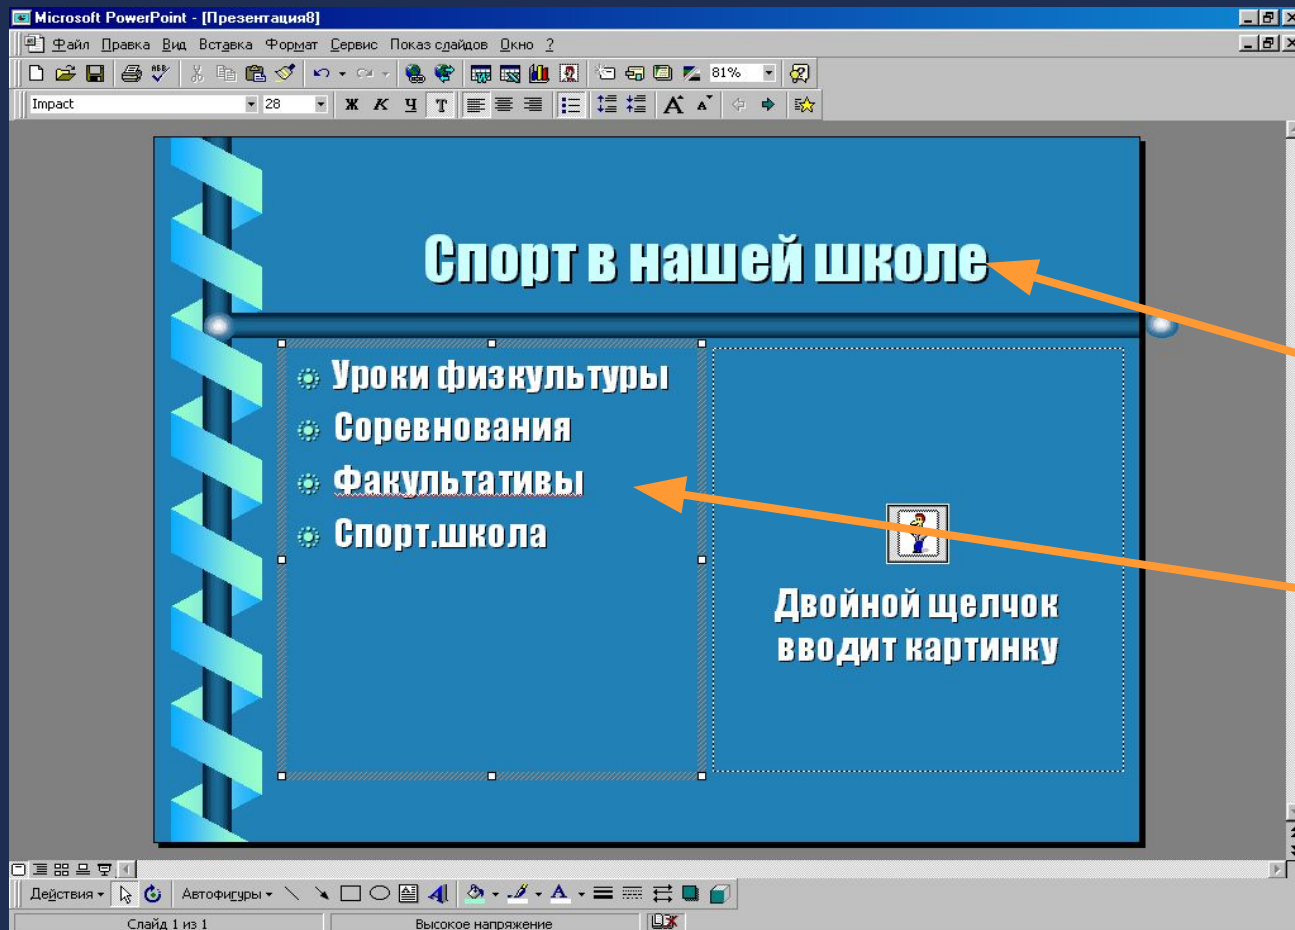 Microsoft PowerPoint - [Презентация8]
Файл Правка Вид Вставка Формат Сервис Показ слайдов Окно ?
81%
Impact 28 Ж К Ч Т
Спорт в нашей школе
Уроки физкультуры
Соревнования
Факультативы
Спорт.школа
Двойной щелчок
вводит картинку
Действия Автофигуры
Слайд 1 из 1 Высокое напряжение